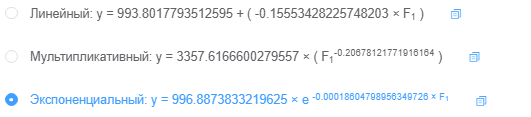 Линейный: y = 993.8017793512595 + ( -0.15553428225748203 × F₁ )
Мультипликативный: y = 3357.6166600279557 × ( F₁^-0.20678121771916164 )
Экспоненциальный: y = 996.8873833219625 × e^-0.00018604798956349726 × F₁